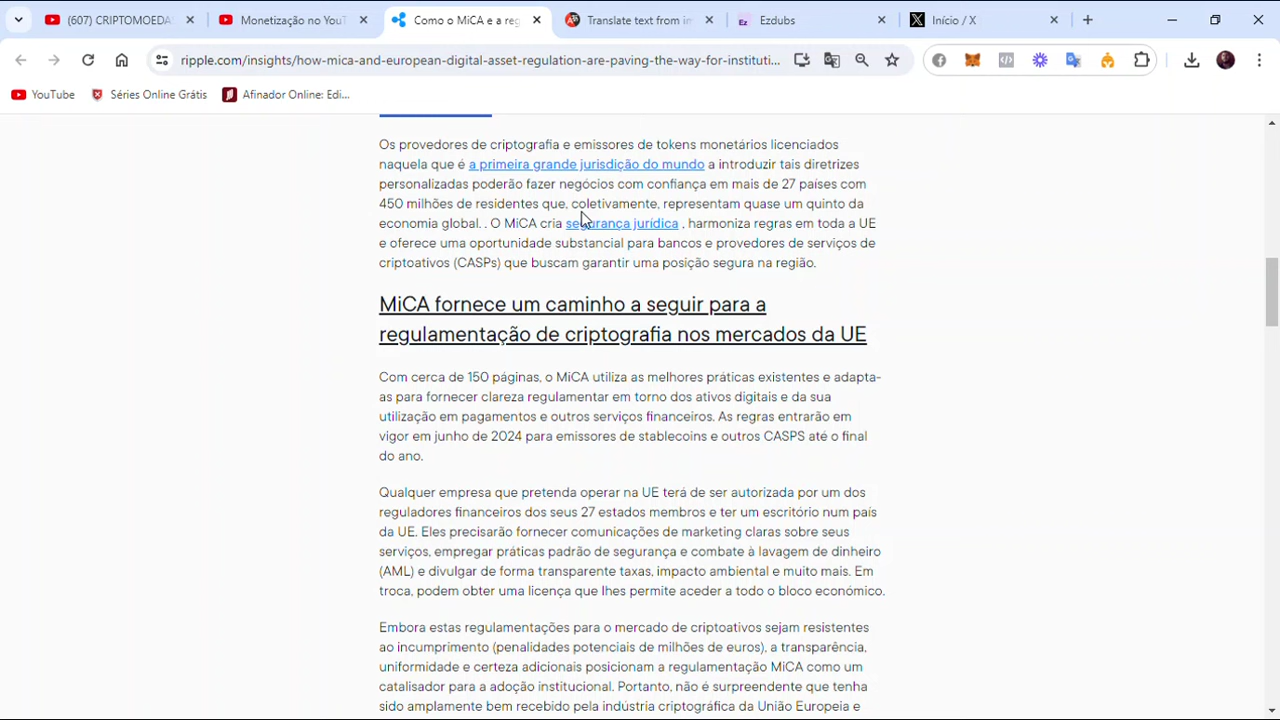 (607) CRIPTOMOEDA
Monetização no YouT
Como o MiCA e a reg
Translate text from in
Ezdubs
Início / X
ripple.com/insights/how-mica-and-european-digital-asset-regulation-are-paving-the-way-for-instituti...
YouTube
Séries Online Grátis
Afinador Online: Edi...
Os provedores de criptografia e emissores de tokens monetários licenciados
naquela que é a primeira grande jurisdição do mundo a introduzir tais diretrizes
personalizadas poderão fazer negócios com confiança em mais de 27 países com
450 milhões de residentes que, coletivamente, representam quase um quinto da
economia global. . O MiCA cria segurança jurídica , harmoniza regras em toda a UE
e oferece uma oportunidade substancial para bancos e provedores de serviços de
criptoativos (CASPs) que buscam garantir uma posição segura na região.
MiCA fornece um caminho a seguir para a
regulamentação de criptografia nos mercados da UE
Com cerca de 150 páginas, o MiCA utiliza as melhores práticas existentes e adapta-
as para fornecer clareza regulamentar em torno dos ativos digitais e da sua
utilização em pagamentos e outros serviços financeiros. As regras entrarão em
vigor em junho de 2024 para emissores de stablecoins e outros CASPS até o final
do ano.
Qualquer empresa que pretenda operar na UE terá de ser autorizada por um dos
reguladores financeiros dos seus 27 estados membros e ter um escritório num país
da UE. Eles precisarão fornecer comunicações de marketing claras sobre seus
serviços, empregar práticas padrão de segurança e combate à lavagem de dinheiro
(AML) e divulgar de forma transparente taxas, impacto ambiental e muito mais. Em
troca, podem obter uma licença que lhes permite aceder a todo o bloco econômico.
Embora estas regulamentações para o mercado de criptoativos sejam resistentes
ao incumprimento (penalidades potenciais de milhões de euros), a transparência,
uniformidade e certeza adicionais posicionam a regulamentação MiCA como um
catalisador para a adoção institucional. Portanto, não é surpreendente que tenha
sido amplamente bem recebido pela indústria criptográfica da União Europeia e